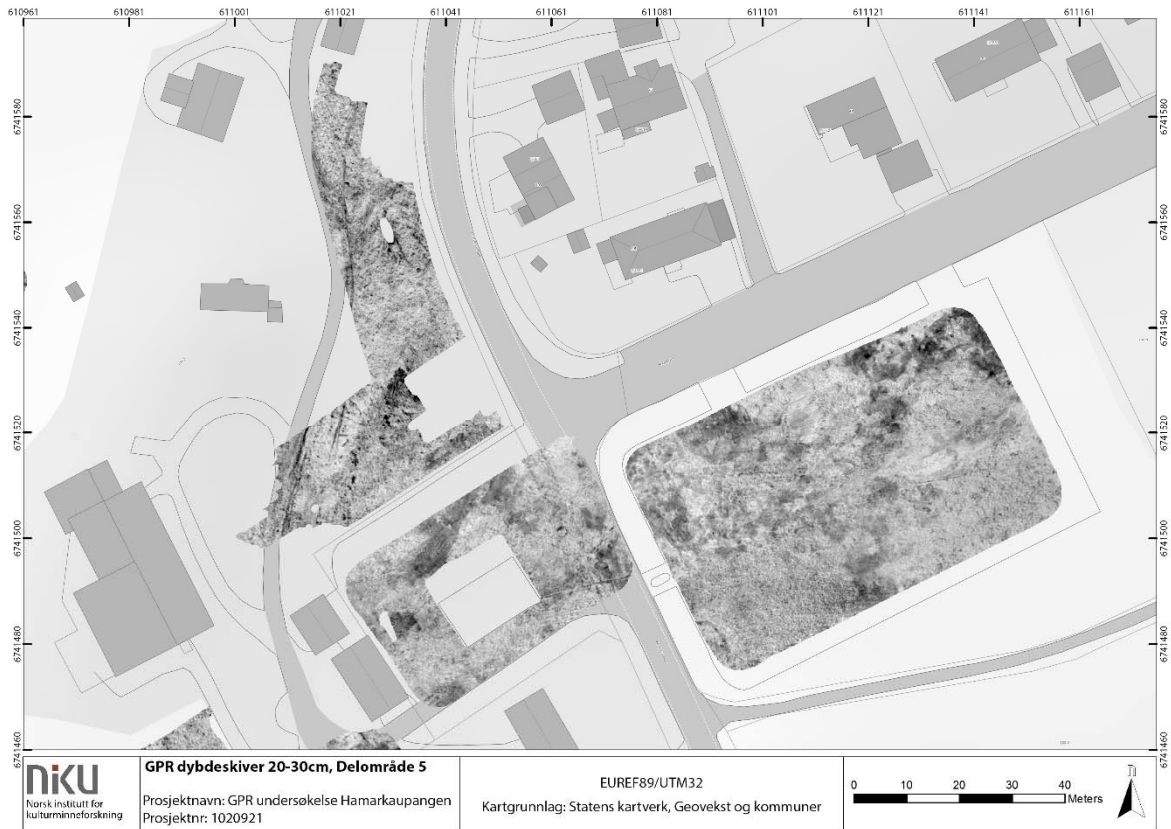 610961 610981 611001 611021 611041 611061 611081 611101 611121 611141 611161
6741580 6741580
6741560 6741560
6741540 6741540
6741520 6741520
6741500 6741500
6741480 6741480
6741460 6741460
niku
Norsk institutt for
kulturminneforskning
GPR dybdeskiver 20-30cm, Delområde 5
Prosjektnavn: GPR undersøkelse Hamarkaupangen
Prosjektnr: 1020921
EUREF89/UTM32
Kartgrunnlag: Statens kartverk, Geovekst og kommuner
0 10 20 30 40
Meters